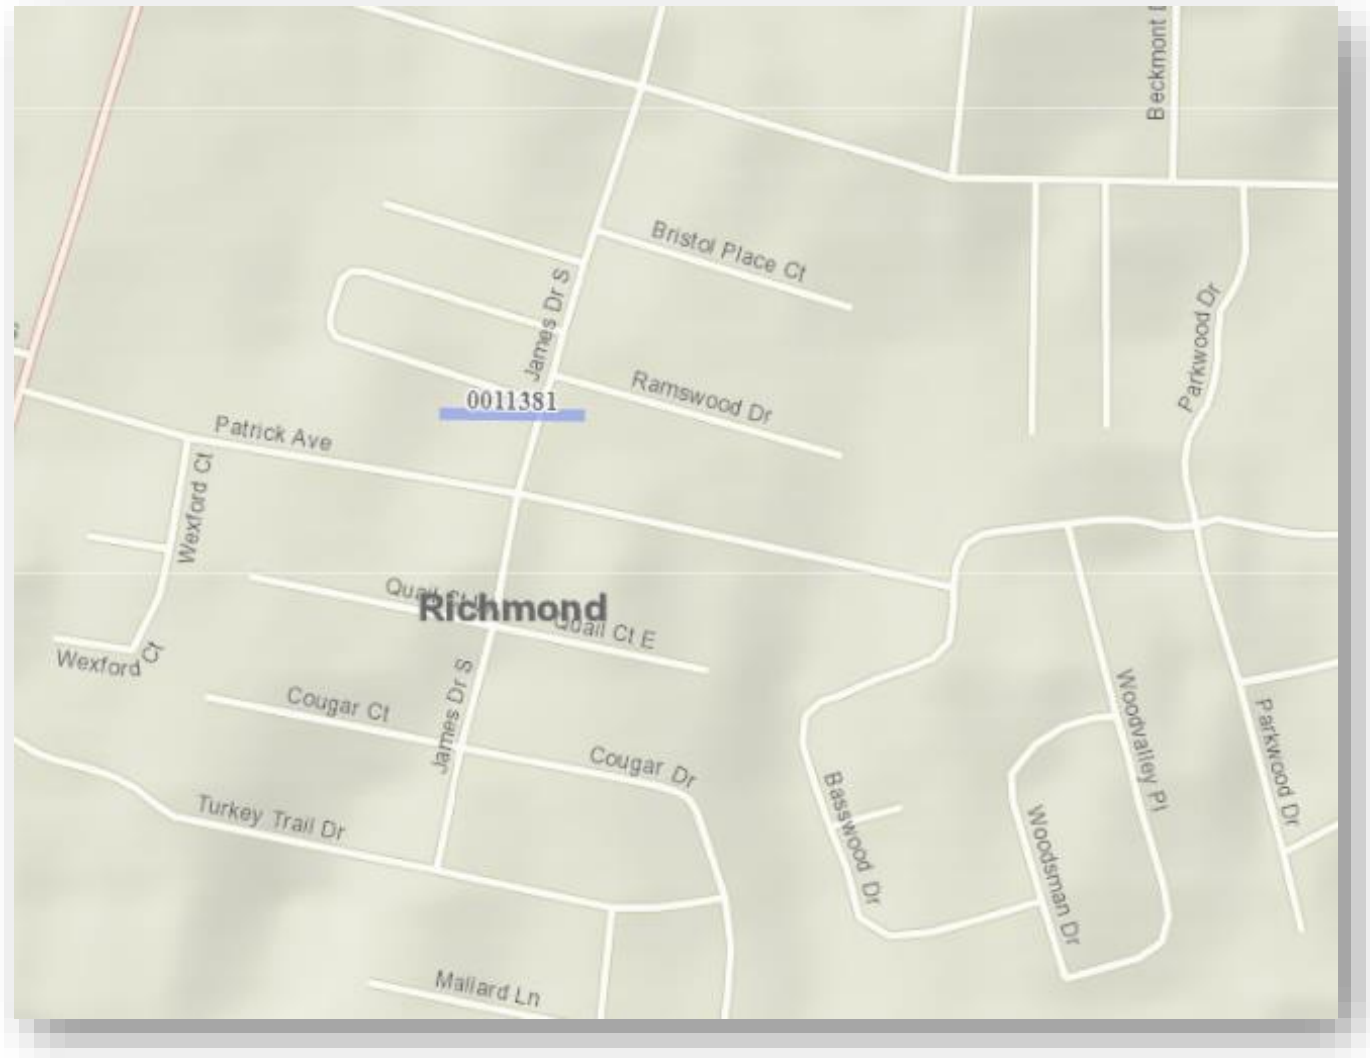 Beckmont
Bristol Place Ct
James Dr S
Parkwood Dr
Ramswood Dr
0011381
Patrick Ave
Wexford Ct
Quail Ct
Richmond
Quail Ct E
Wexford Ct
James Dr S
Cougar Ct
Cougar Dr
Woodvalley Pl
Parkwood Dr
Basswood Dr
Turkey Trail Dr
Woodsman Dr
Mallard Ln